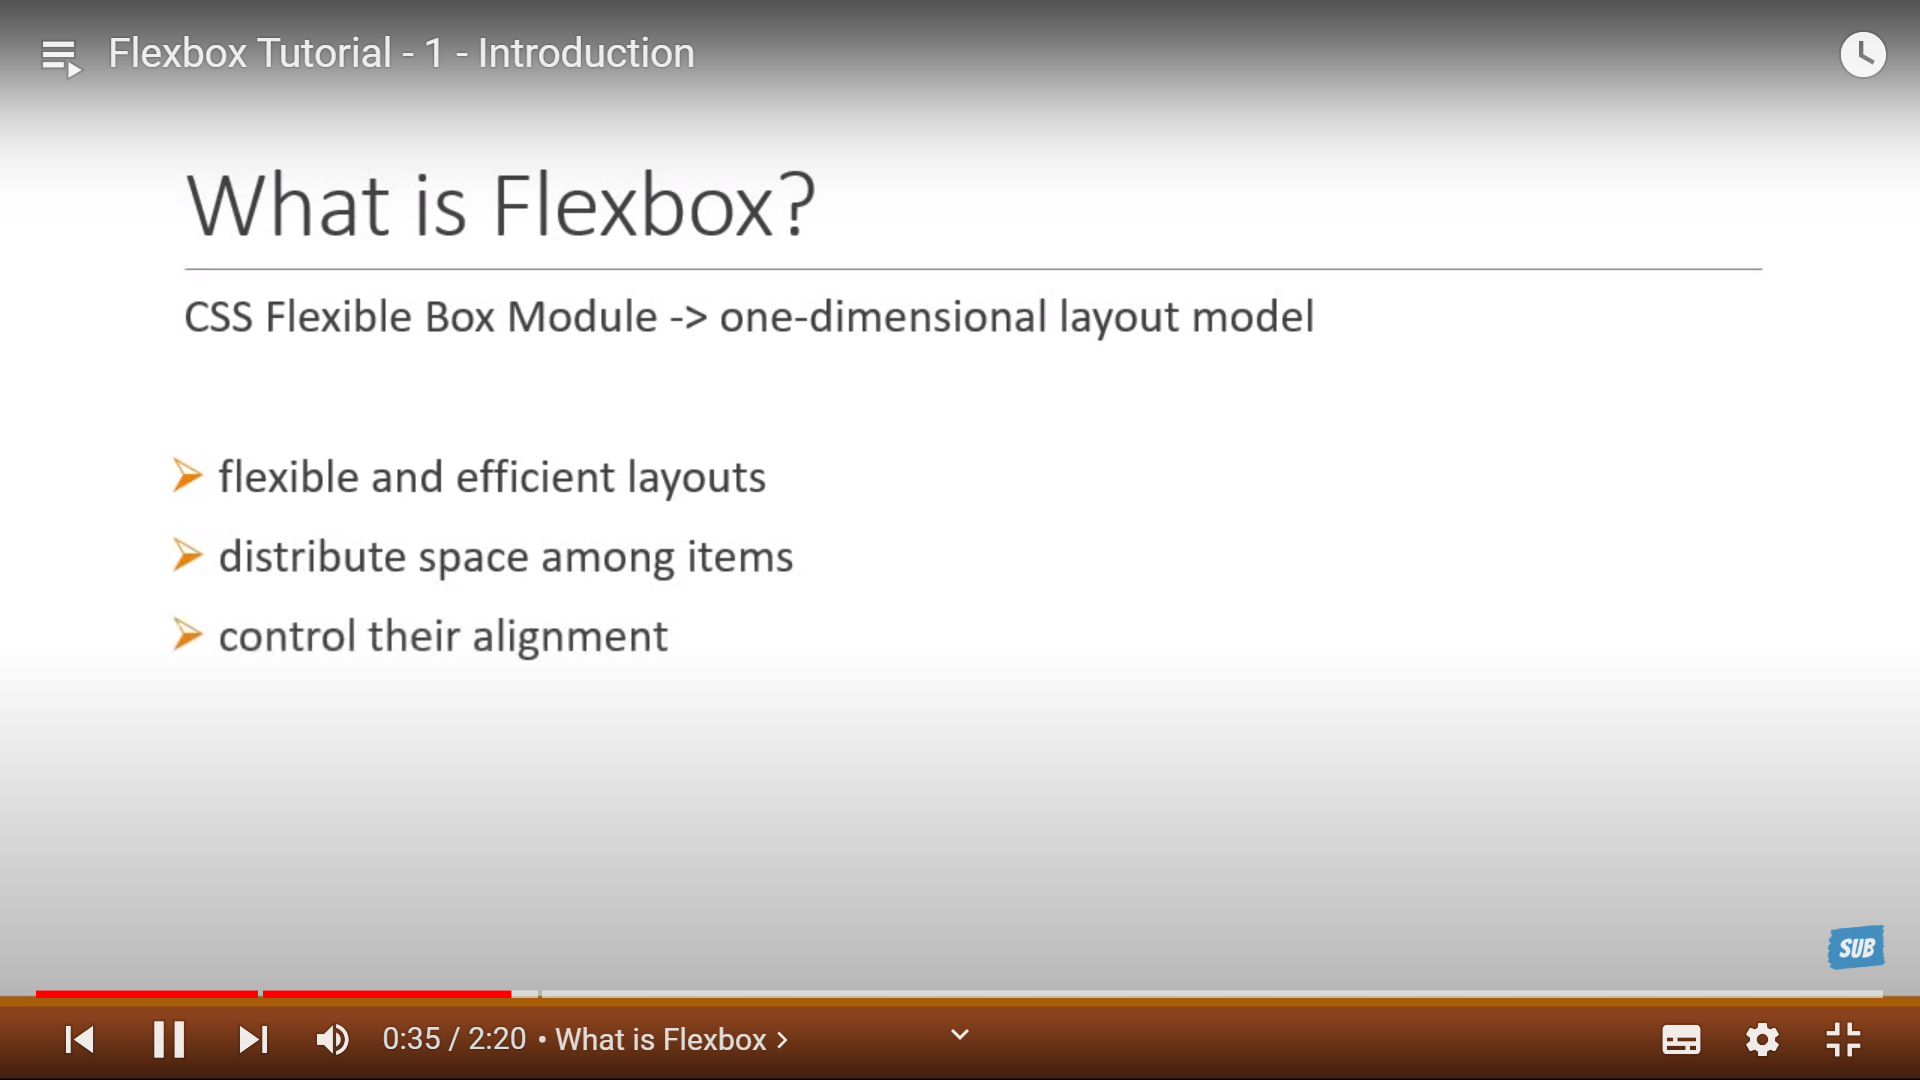 Flexbox Tutorial - 1 - Introduction
What is Flexbox?
CSS Flexible Box Module -> one-dimensional layout model
flexible and efficient layouts
distribute space among items
control their alignment
SUB
0:35 / 2:20 • What is Flexbox